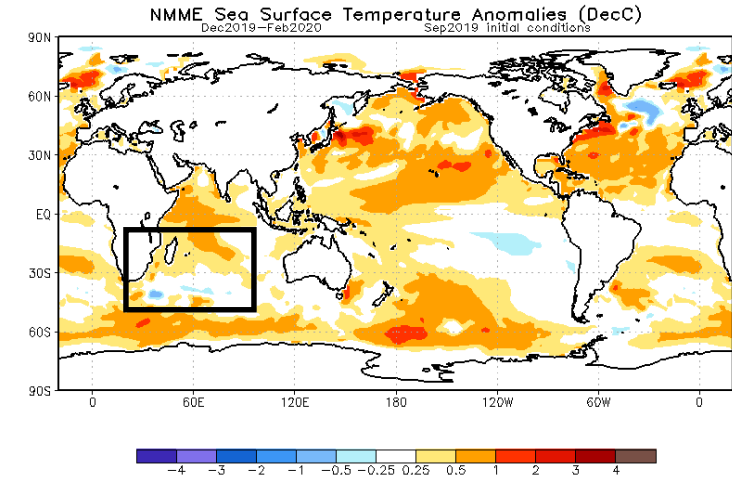 NMME Sea Surface Temperature Anomalies (DecC)
Dec2019-Feb2020 Sep2019 initial conditions
90N
60N
30N
EQ
30S
60S
90S
0 60E 120E 180 120W 60W 0
-4 -3 -2 -1 -0.5 -0.25 0.25 0.5 1 2 3 4